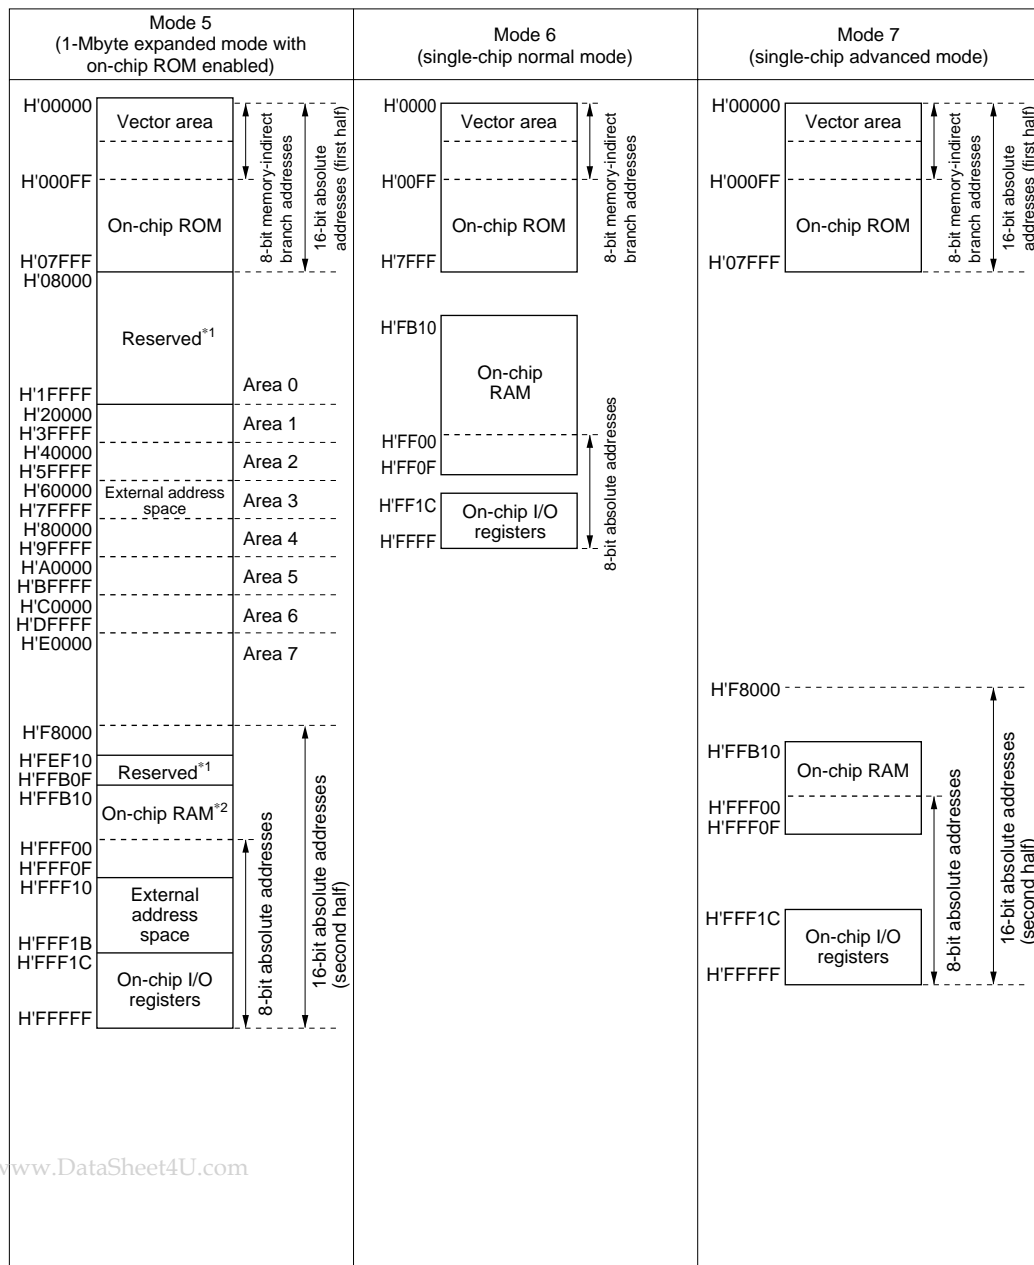 Mode 5
(1-Mbyte expanded mode with
on-chip ROM enabled)
H'00000
Vector area
H'000FF
On-chip ROM
H'07FFF
H'08000
Reserved*1
H'1FFFF
Area 0
H'20000
Area 1
H'3FFFF
H'40000
Area 2
H'5FFFF
H'60000
External address
space
Area 3
H'7FFFF
H'80000
Area 4
H'9FFFF
H'A0000
Area 5
H'BFFFF
H'C0000
Area 6
H'DFFFF
H'E0000
Area 7
H'F8000
H'FEF10
Reserved*1
H'FFB0F
H'FFB10
On-chip RAM*2
H'FFF00
H'FFF0F
H'FFF10
External
address
space
H'FFF1B
H'FFF1C
On-chip I/O
registers
H'FFFFF
8-bit memory-indirect
branch addresses
16-bit absolute
addresses (first half)
8-bit absolute addresses
16-bit absolute addresses
(second half)
Mode 6
(single-chip normal mode)
H'0000
Vector area
H'00FF
On-chip ROM
H'7FFF
8-bit memory-indirect
branch addresses
H'FB10
On-chip
RAM
H'FF00
H'FF0F
H'FF1C
On-chip I/O
registers
H'FFFF
8-bit absolute addresses
Mode 7
(single-chip advanced mode)
H'00000
Vector area
H'000FF
On-chip ROM
H'07FFF
8-bit memory-indirect
branch addresses
16-bit absolute
addresses (first half)
H'F8000
H'FFB10
On-chip RAM
H'FFF00
H'FFF0F
H'FFF1C
On-chip I/O
registers
H'FFFFF
8-bit absolute addresses
16-bit absolute addresses
(second half)
www.DataSheet4U.com